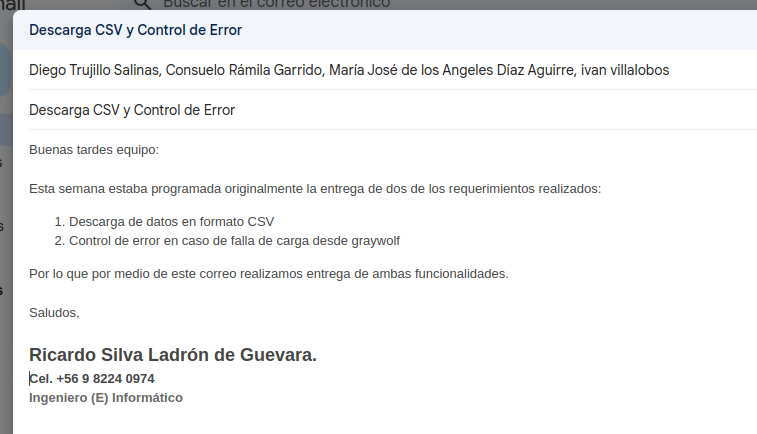 Buscar en el correo electrónico
Descarga CSV y Control de Error
Diego Trujillo Salinas, Consuelo Rámila Garrido, María José de los Angeles Díaz Aguirre, ivan villalobos
Descarga CSV y Control de Error
Buenas tardes equipo:
Esta semana estaba programada originalmente la entrega de dos de los requerimientos realizados:
1. Descarga de datos en formato CSV
2. Control de error en caso de falla de carga desde graywolf
Por lo que por medio de este correo realizamos entrega de ambas funcionalidades.
Saludos,
Ricardo Silva Ladrón de Guevara.
Cel. +56 9 8224 0974
Ingeniero (E) Informático